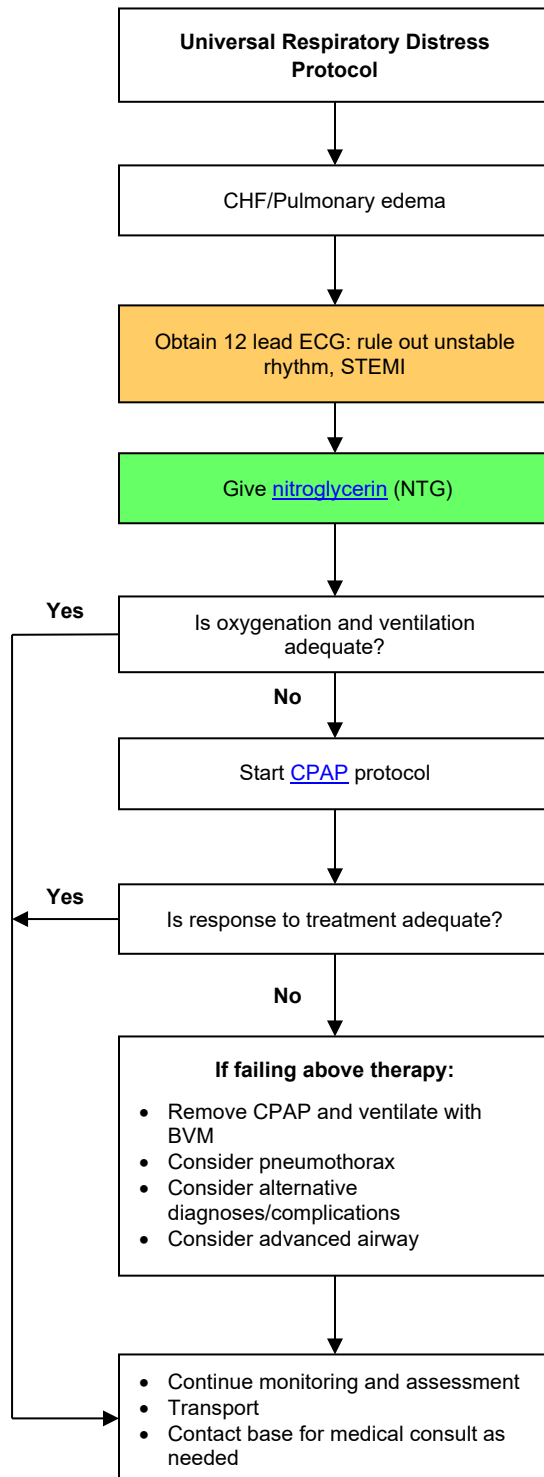 Universal Respiratory Distress
Protocol
CHF/Pulmonary edema
Obtain 12 lead ECG: rule out unstable
rhythm, STEMI
Give nitroglycerin (NTG)
Yes
Is oxygenation and ventilation
adequate?
No
Start CPAP protocol
Yes
Is response to treatment adequate?
No
If failing above therapy:
• Remove CPAP and ventilate with
BVM
• Consider pneumothorax
• Consider alternative
diagnoses/complications
• Consider advanced airway
• Continue monitoring and assessment
• Transport
• Contact base for medical consult as
needed